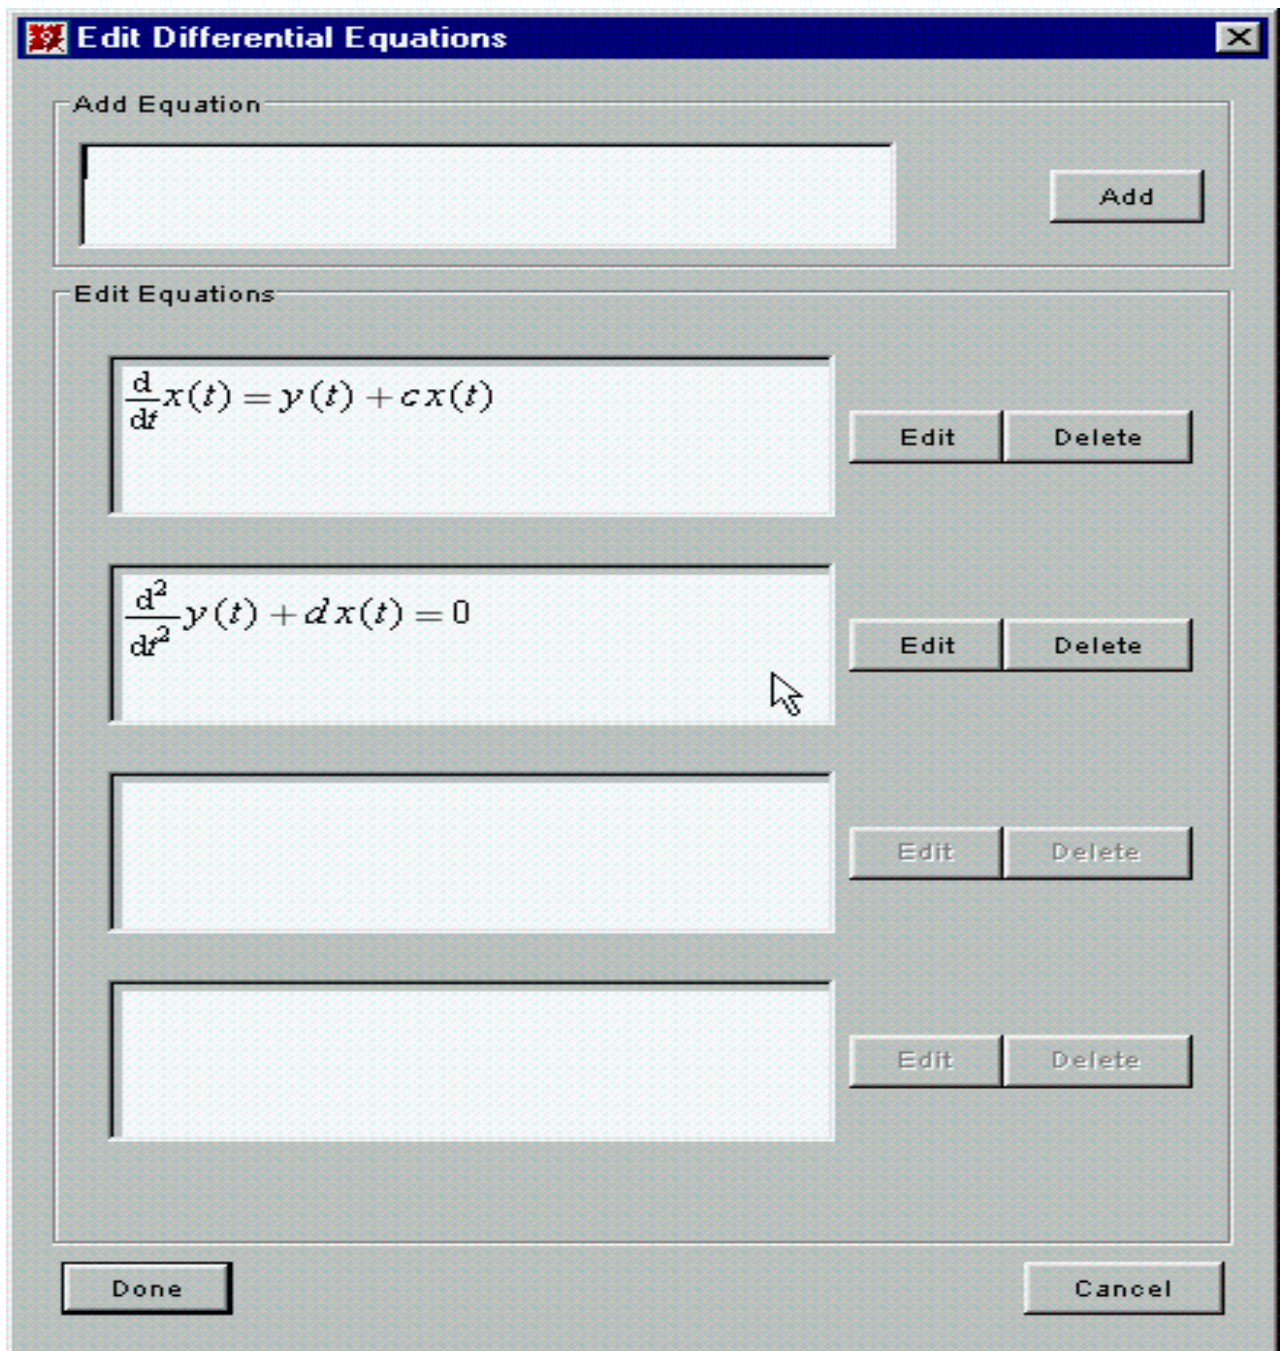 Edit Differential Equations
Add Equation
Add
Edit Equations
d/dt x(t) = y(t) + c x(t)
Edit Delete
d²/dt² y(t) + d x(t) = 0
Edit Delete
Edit Delete
Edit Delete
Done Cancel